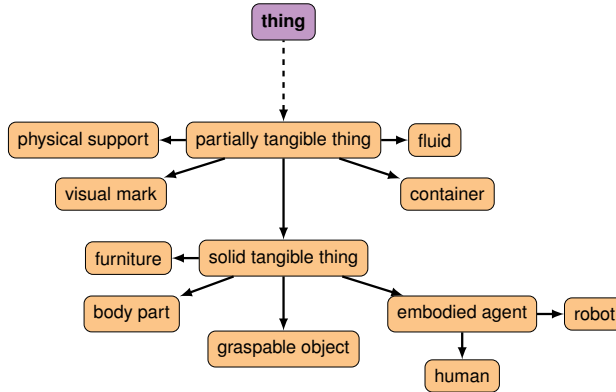 thing
physical support
partially tangible thing
fluid
visual mark
container
furniture
solid tangible thing
body part
embodied agent
robot
graspable object
human